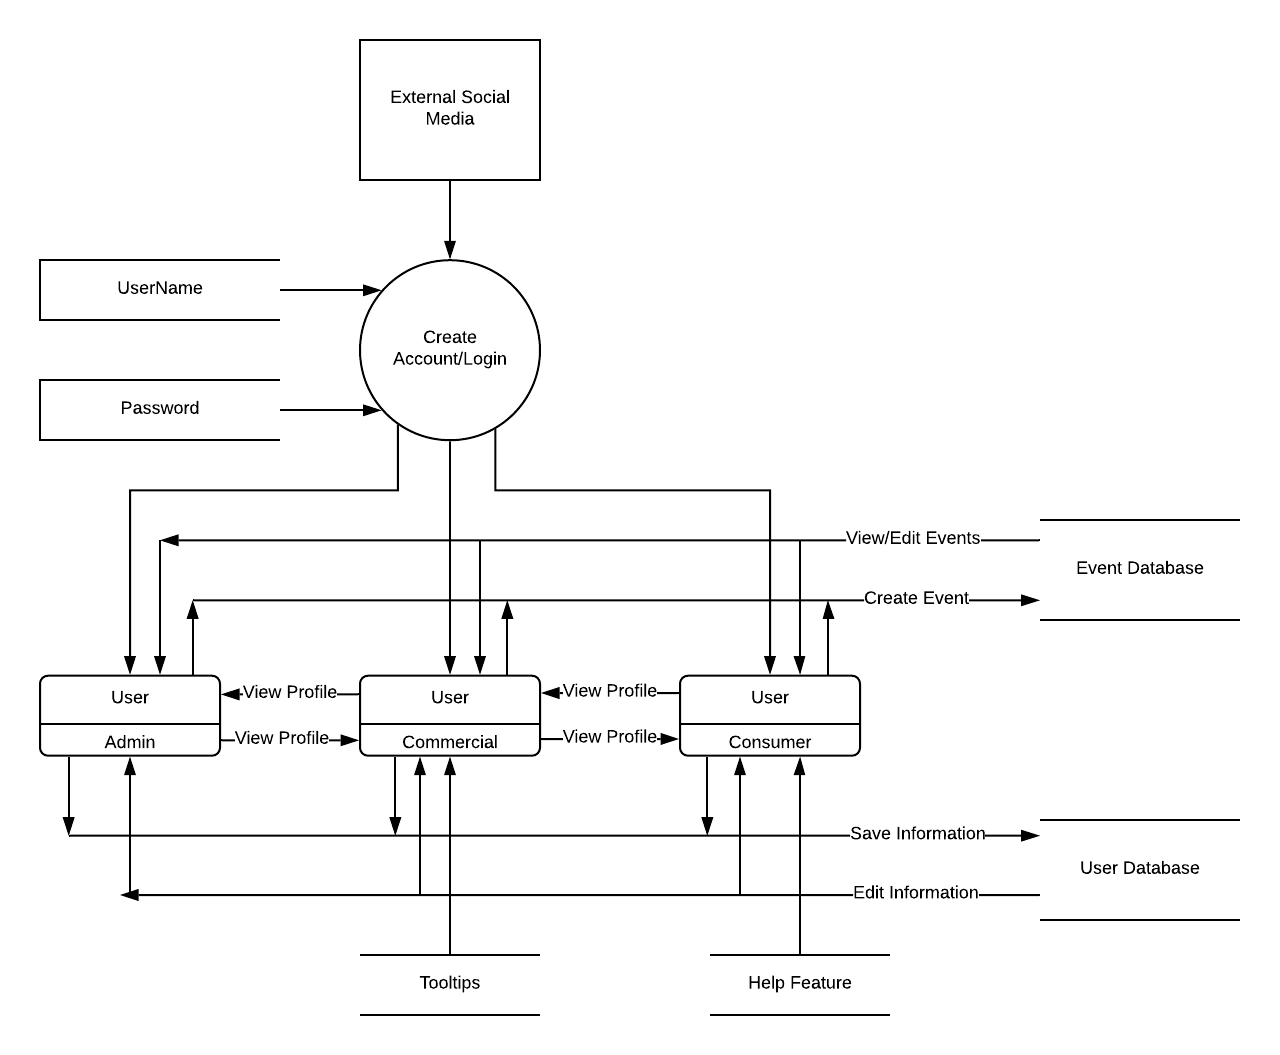 External Social
Media
UserName
Create
Account/Login
Password
View/Edit Events
Event Database
Create Event
User
View Profile
User
View Profile
User
Admin
View Profile
Commercial
View Profile
Consumer
Save Information
User Database
Edit Information
Tooltips
Help Feature